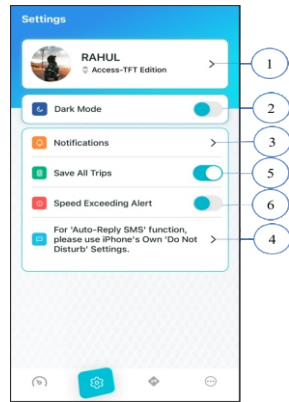 Settings
RAHUL
Access-TFT Edition
1
Dark Mode
2
Notifications
3
Save All Trips
5
Speed Exceeding Alert
6
For 'Auto-Reply SMS' function,
please use iPhone's Own 'Do Not
Disturb' Settings.
4